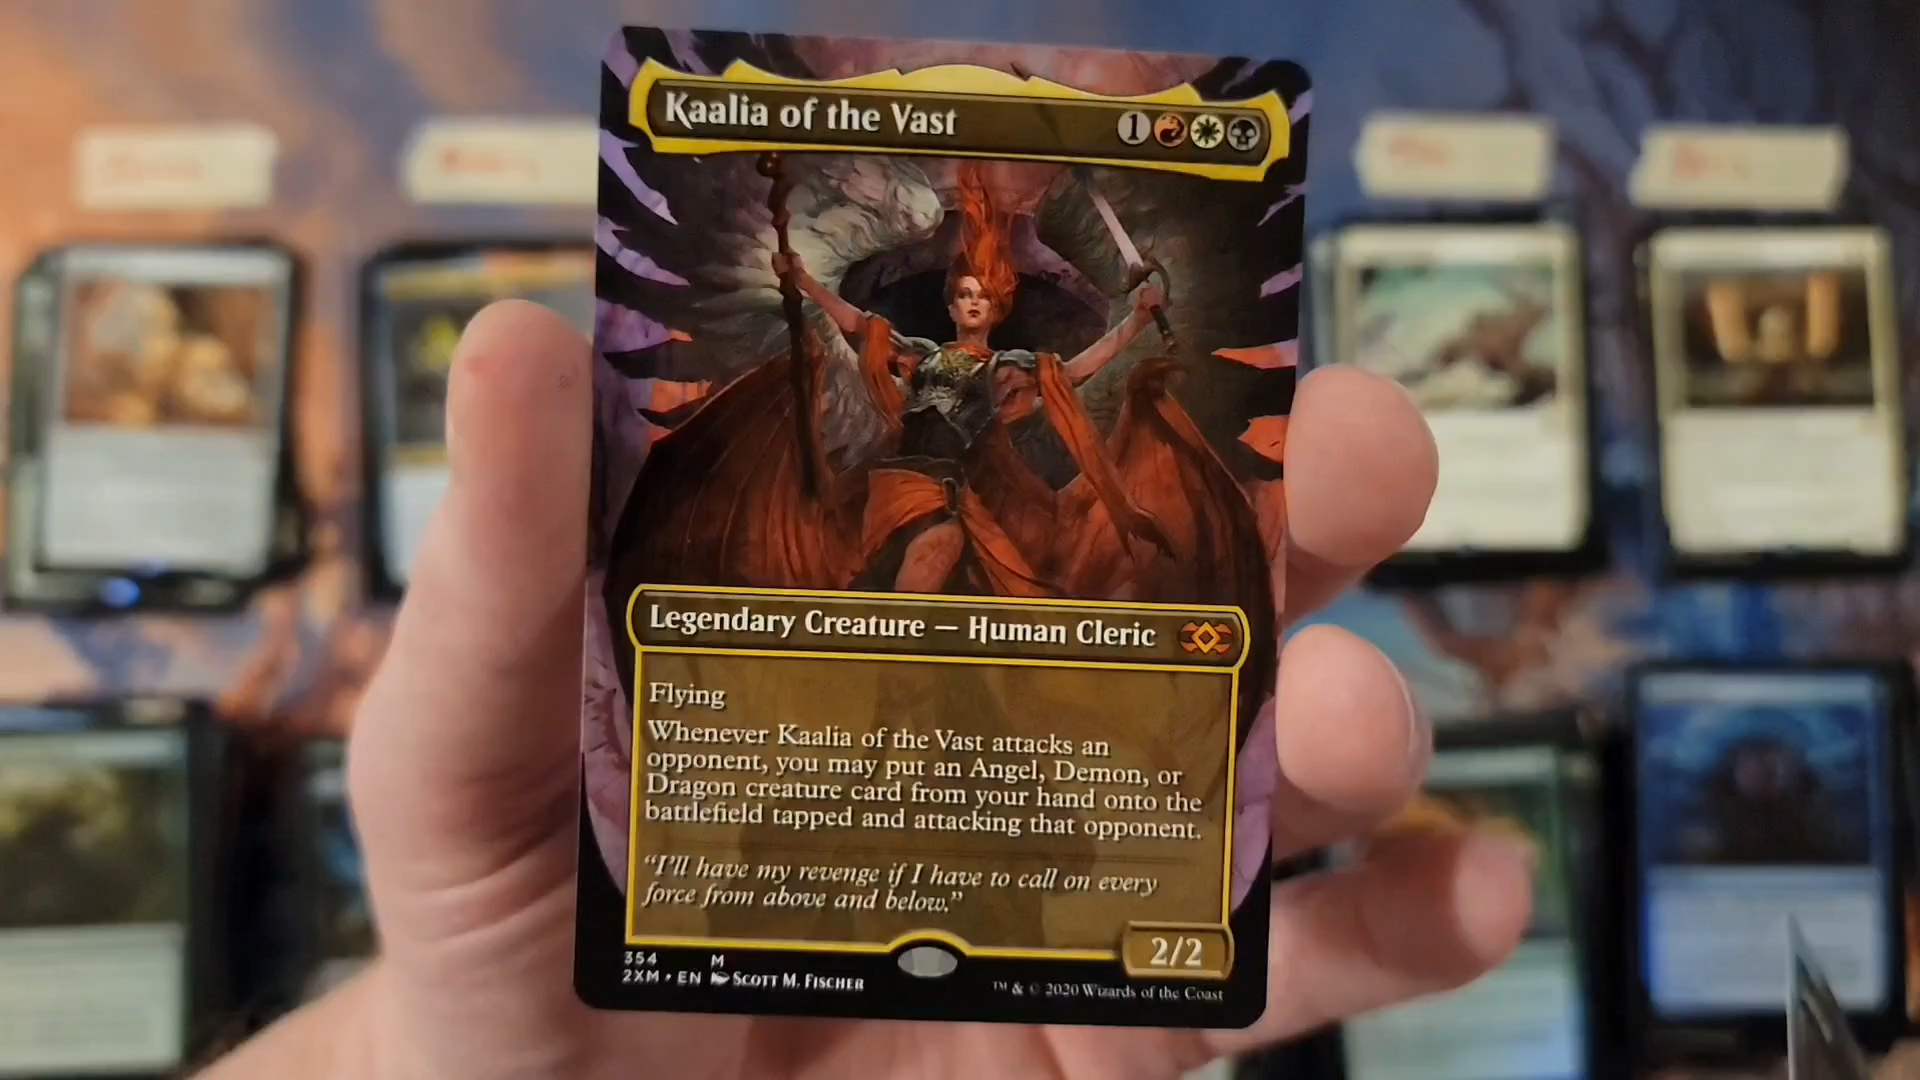 Kaalia of the Vast 1
Legendary Creature — Human Cleric
Flying
Whenever Kaalia of the Vast attacks an
opponent, you may put an Angel, Demon, or
Dragon creature card from your hand onto the
battlefield tapped and attacking that opponent.
“I’ll have my revenge if I have to call on every
force from above and below.”
2/2
354 M
2XM • EN Scott M. Fischer
™ & © 2020 Wizards of the Coast